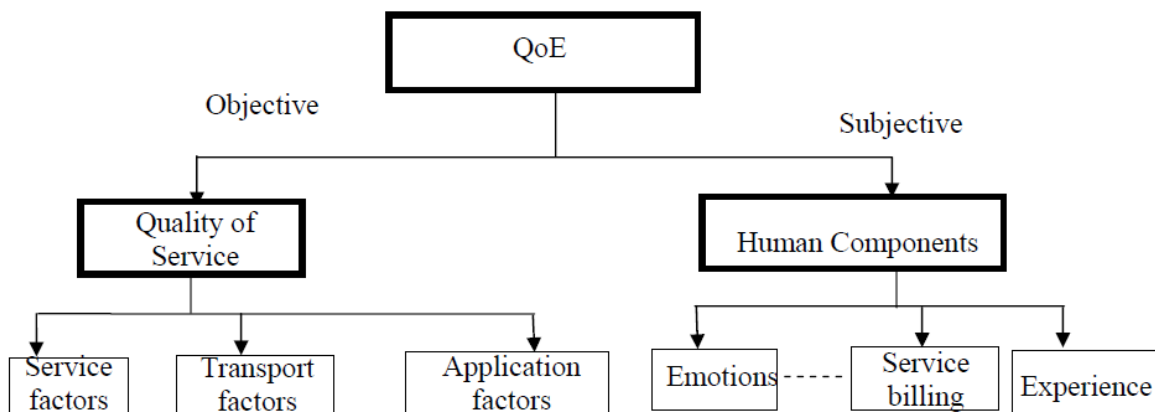 QoE
Objective
Subjective
Quality of
Service
Human Components
Service
factors
Transport
factors
Application
factors
Emotions
Service
billing
Experience